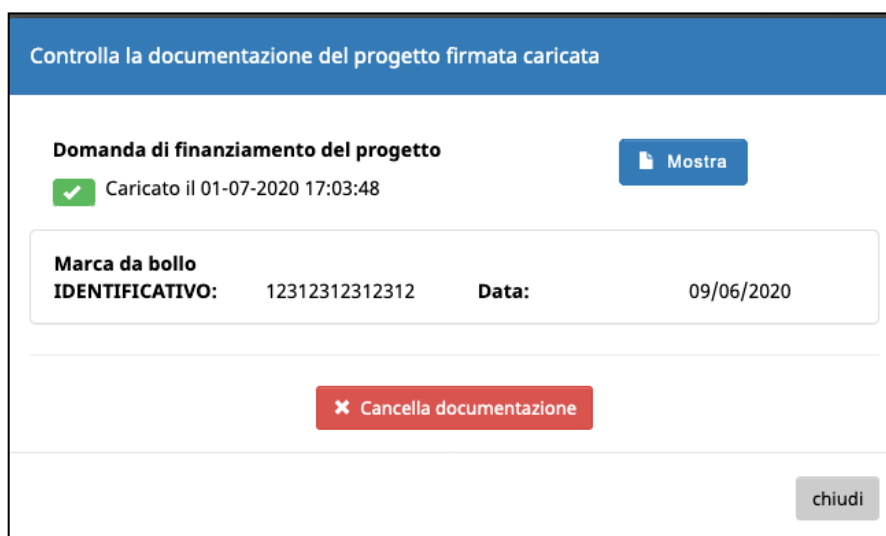 Controlla la documentazione del progetto firmata caricata
Domanda di finanziamento del progetto
Mostra
Caricato il 01-07-2020 17:03:48
Marca da bollo
IDENTIFICATIVO: 12312312312312 Data: 09/06/2020
Cancella documentazione
chiudi